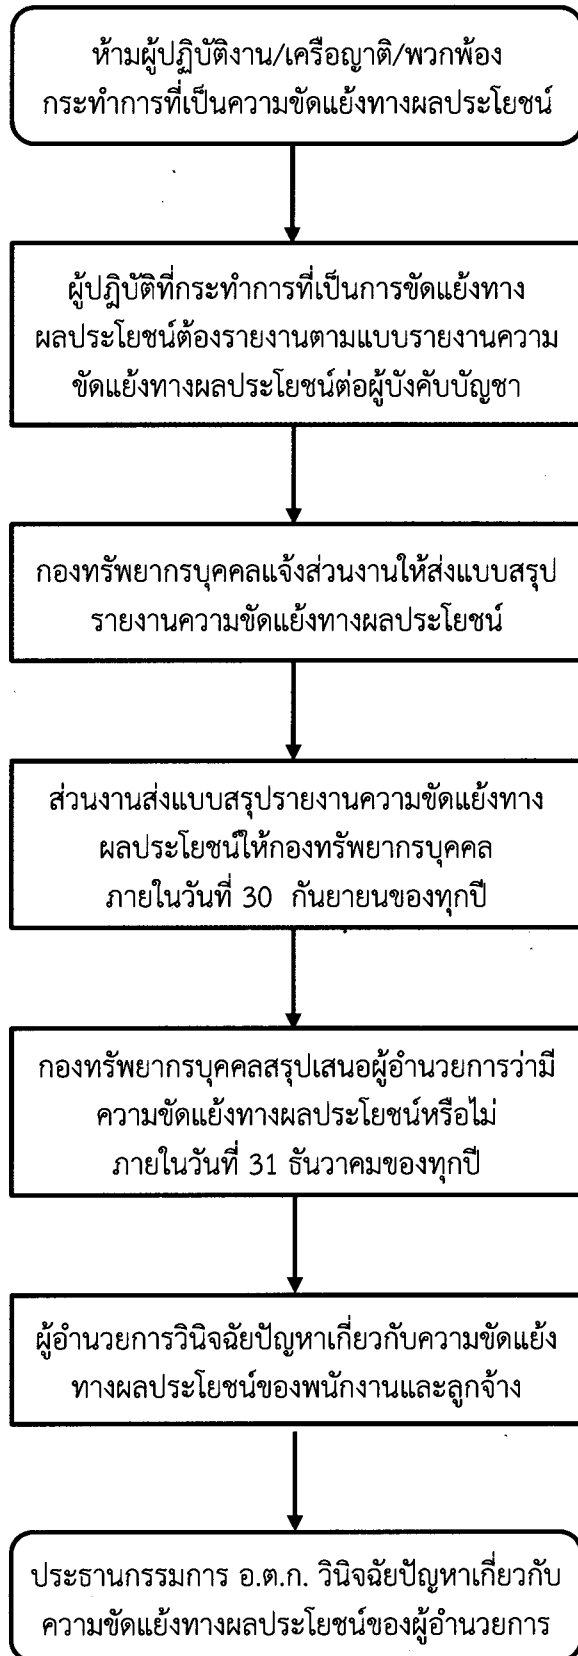 ห้ามผู้ปฏิบัติงาน/เครือญาติ/พวกพ้อง
กระทำการที่เป็นความขัดแย้งทางผลประโยชน์
ผู้ปฏิบัติที่กระทำการที่เป็นการขัดแย้งทาง
ผลประโยชน์ต้องรายงานตามแบบรายงานความ
ขัดแย้งทางผลประโยชน์ต่อผู้บังคับบัญชา
กองทรัพยากรบุคคลแจ้งส่วนงานให้ส่งแบบสรุป
รายงานความขัดแย้งทางผลประโยชน์
ส่วนงานส่งแบบสรุปรายงานความขัดแย้งทาง
ผลประโยชน์ให้กองทรัพยากรบุคคล
ภายในวันที่ 30 กันยายนของทุกปี
กองทรัพยากรบุคคลสรุปเสนอผู้อำนวยการว่ามี
ความขัดแย้งทางผลประโยชน์หรือไม่
ภายในวันที่ 31 ธันวาคมของทุกปี
ผู้อำนวยการวินิจฉัยปัญหาเกี่ยวกับความขัดแย้ง
ทางผลประโยชน์ของพนักงานและลูกจ้าง
ประธานกรรมการ อ.ต.ก. วินิจฉัยปัญหาเกี่ยวกับ
ความขัดแย้งทางผลประโยชน์ของผู้อำนวยการ